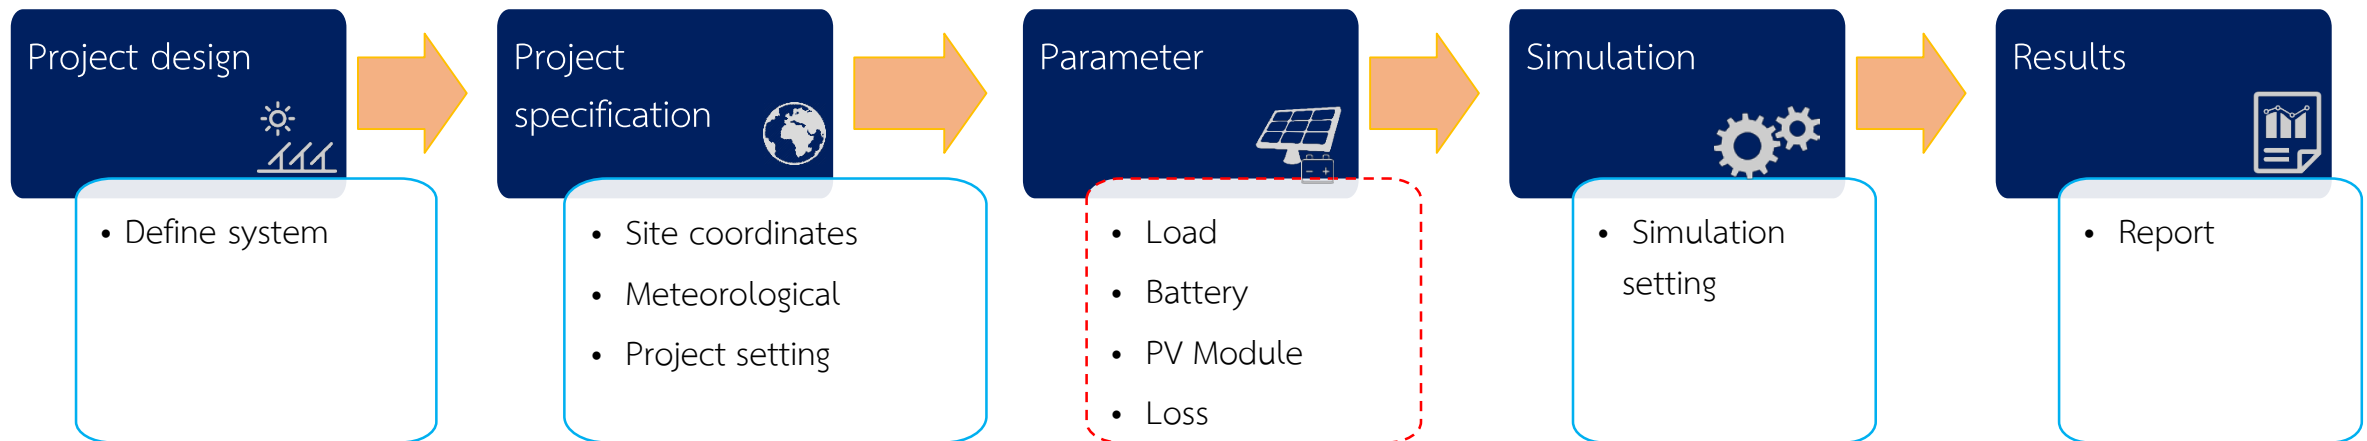 Project design
• Define system
Project
specification
• Site coordinates
• Meteorological
• Project setting
Parameter
• Load
• Battery
• PV Module
• Loss
Simulation
• Simulation
setting
Results
• Report